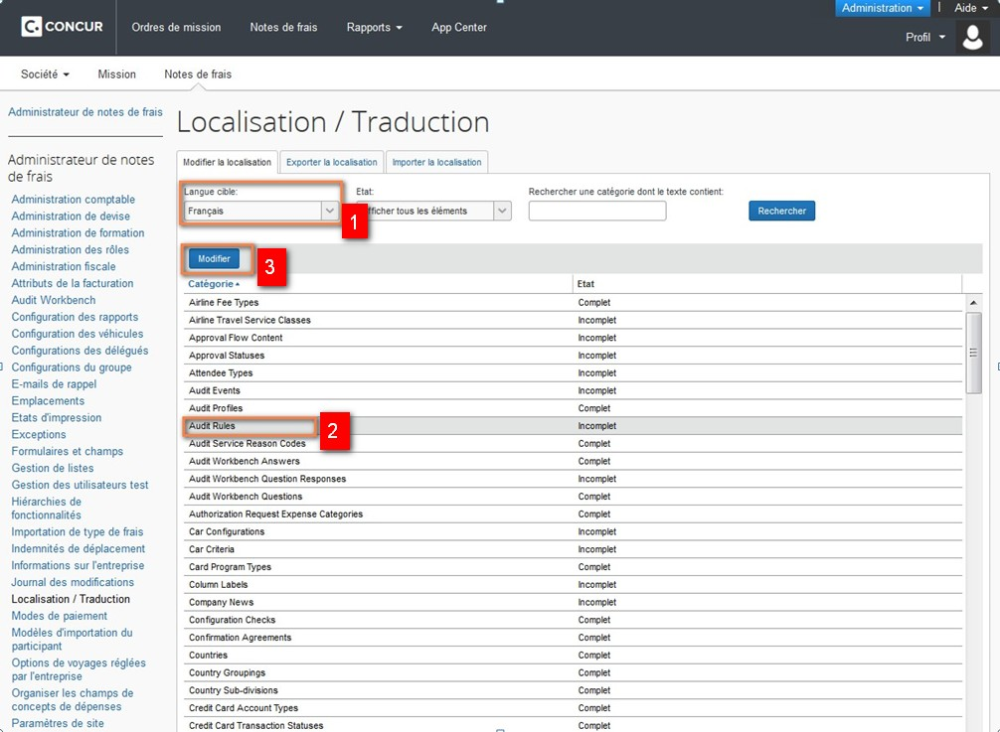 Administration | Aide
CONCUR Ordres de mission Notes de frais Rapports App Center
Profil
Société Mission Notes de frais
Administrateur de notes de frais
Administrateur de notes
de frais
Administration comptable
Administration de devise
Administration de formation
Administration des rôles
Administration fiscale
Attributs de la facturation
Audit Workbench
Configuration des rapports
Configuration des véhicules
Configurations des délégués
Configurations du groupe
E-mails de rappel
Emplacements
Etats d'impression
Exceptions
Formulaires et champs
Gestion de listes
Gestion des utilisateurs test
Hiérarchies de
fonctionnalités
Importation de type de frais
Indemnités de déplacement
Informations sur l'entreprise
Journal des modifications
Localisation / Traduction
Modes de paiement
Modèles d'importation du
participant
Options de voyages réglées
par l'entreprise
Organiser les champs de
concepts de dépenses
Paramètres de site
Localisation / Traduction
Modifier la localisation Exporter la localisation Importer la localisation
Langue cible: Etat: Rechercher une catégorie dont le texte contient:
Français 1 fficher tous les éléments Rechercher
Modifier 3
Catégorie Etat
Airline Fee Types Complet
Airline Travel Service Classes Incomplet
Approval Flow Content Incomplet
Approval Statuses Complet
Attendee Types Incomplet
Audit Events Incomplet
Audit Profiles Complet
Audit Rules 2 Incomplet
Audit Service Reason Codes Complet
Audit Workbench Answers Complet
Audit Workbench Question Responses Incomplet
Audit Workbench Questions Complet
Authorization Request Expense Categories Complet
Car Configurations Incomplet
Car Criteria Incomplet
Card Program Types Complet
Column Labels Incomplet
Company News Incomplet
Configuration Checks Complet
Confirmation Agreements Complet
Countries Complet
Country Groupings Complet
Country Sub-divisions Complet
Credit Card Account Types Complet
Credit Card Transaction Statuses Complet